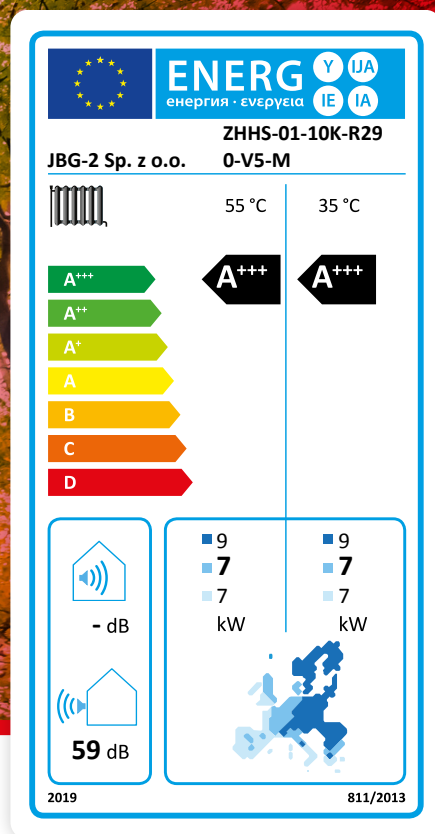 ENERG Y IJA
енергия · ενεργεια IE IA
ZHHS-01-10K-R29
JBG-2 Sp. z o.o. 0-V5-M
55 °C 35 °C
A+++ A+++
A+++
A++
A+
A
B
C
D
9 9
7 7
7 7
kW kW
- dB
59 dB
2019 811/2013